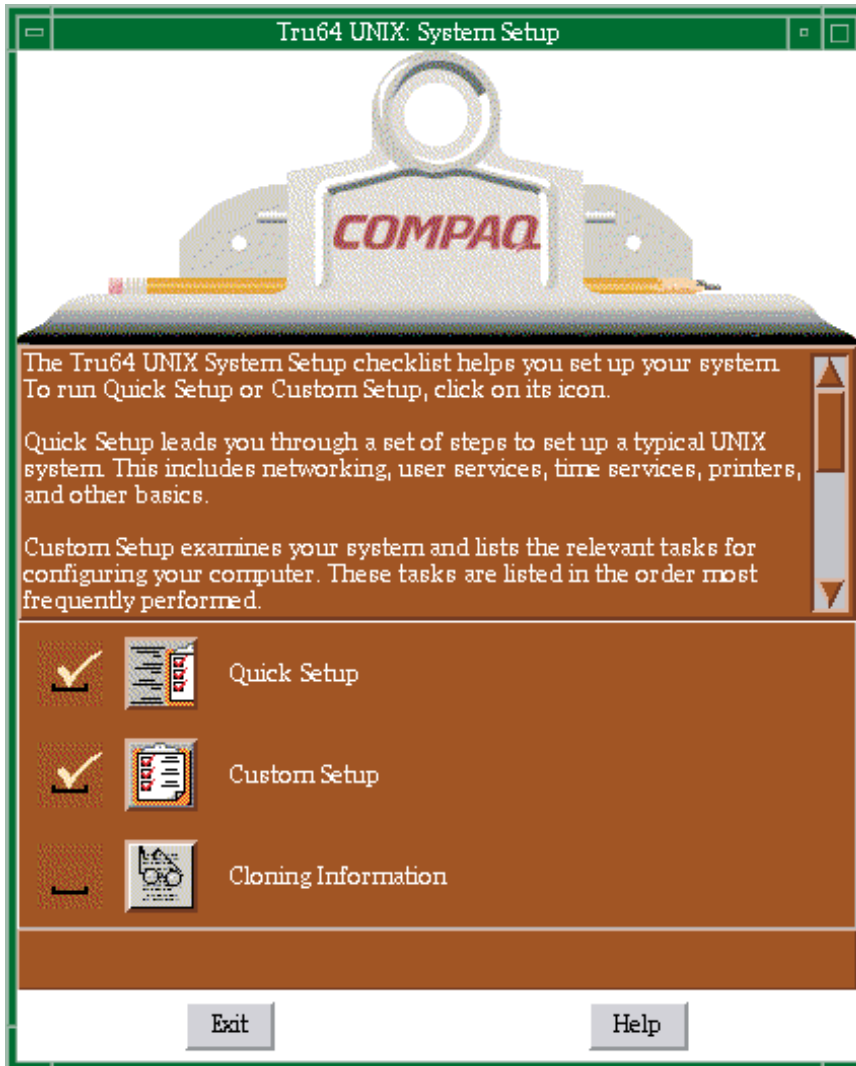 Tru64 UNIX: System Setup
COMPAQ
The Tru64 UNIX System Setup checklist helps you set up your system.
To run Quick Setup or Custom Setup, click on its icon.
Quick Setup leads you through a set of steps to set up a typical UNIX
system. This includes networking, user services, time services, printers,
and other basics.
Custom Setup examines your system and lists the relevant tasks for
configuring your computer. These tasks are listed in the order most
frequently performed.
Quick Setup
Custom Setup
Cloning Information
Exit
Help